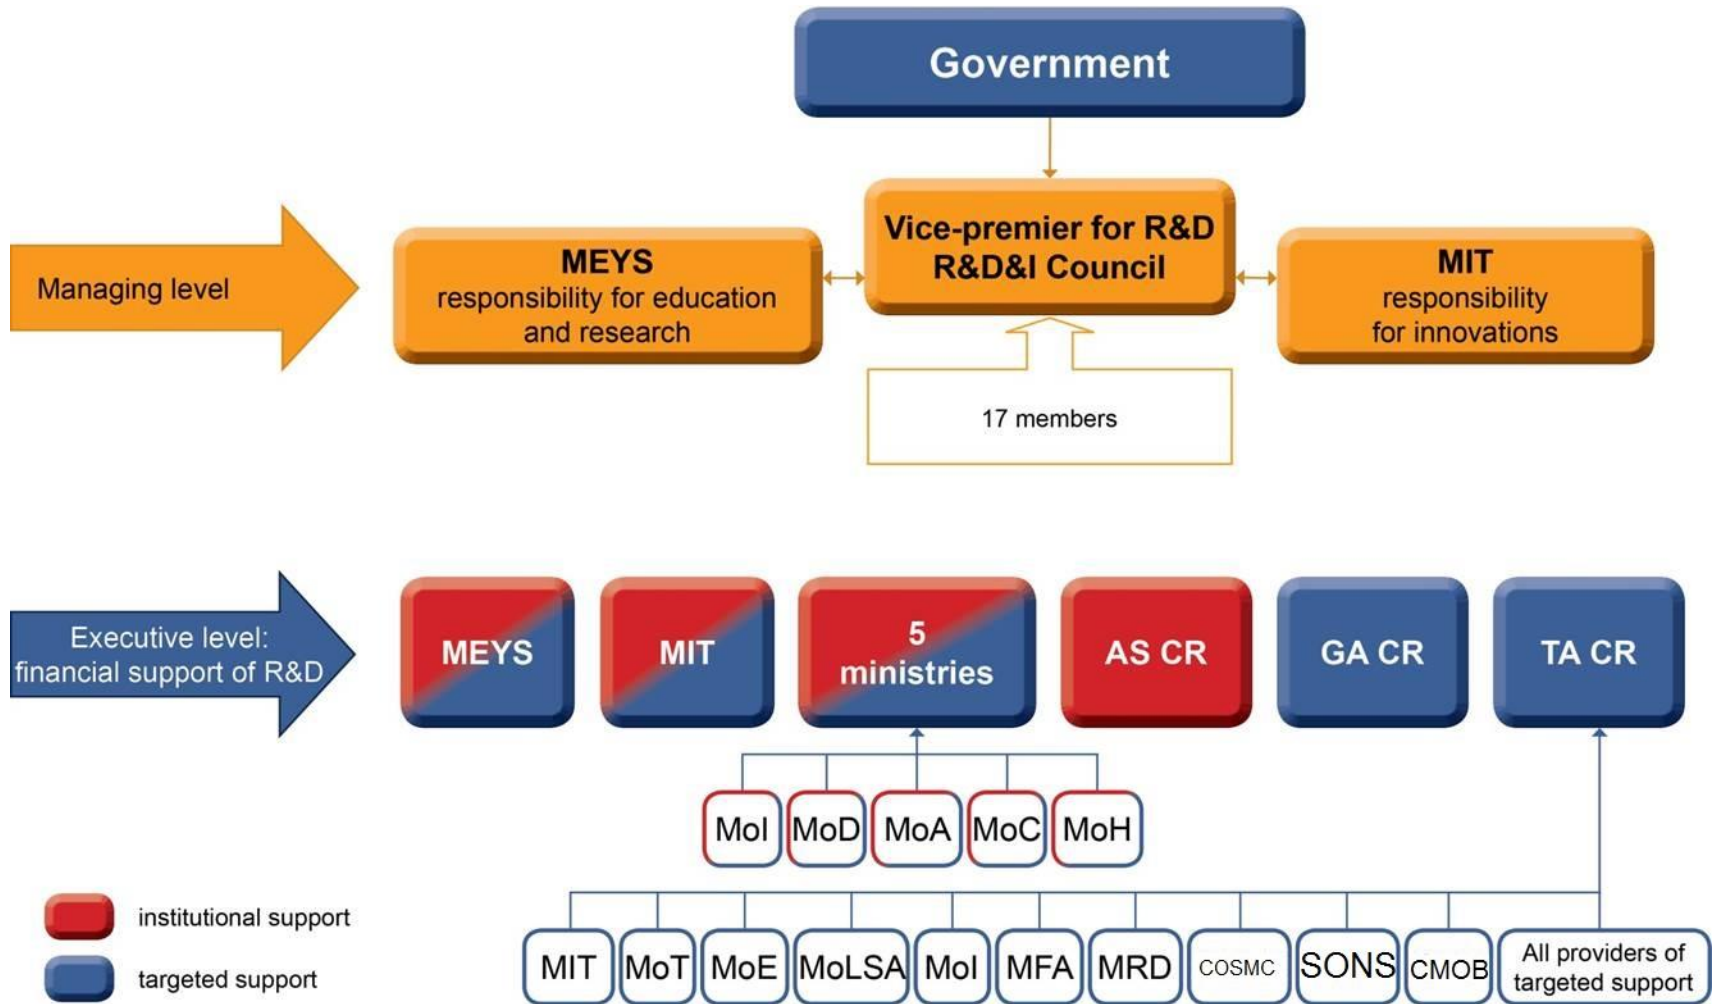 Government
Managing level
MEYS
responsibility for education
and research
Vice-premier for R&D
R&D&I Council
MIT
responsibility
for innovations
17 members
Executive level:
financial support of R&D
MEYS
MIT
5
ministries
AS CR
GA CR
TA CR
MoI
MoD
MoA
MoC
MoH
institutional support
targeted support
MIT
MoT
MoE
MoLSA
MoI
MFA
MRD
COSMC
SONS
CMOB
All providers of
targeted support